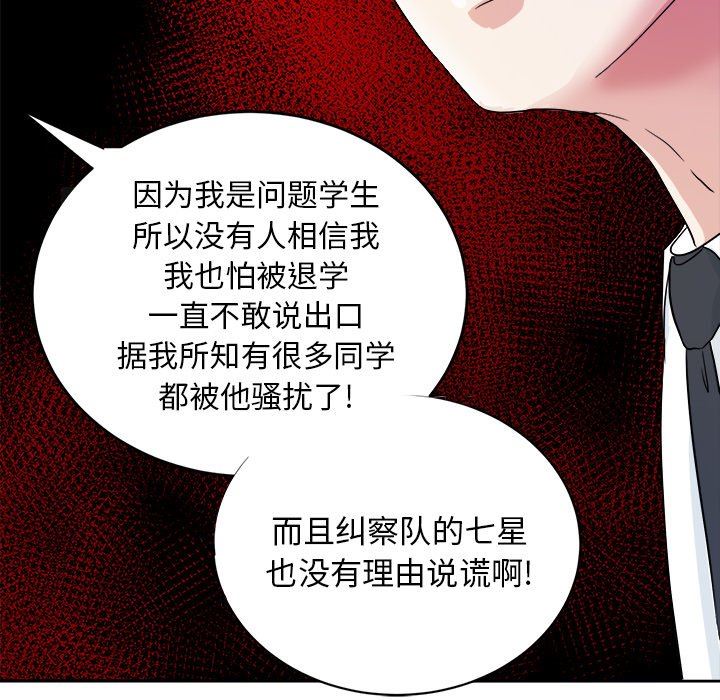 因为我是问题学生
所以没有人相信我
我也怕被退学
一直不敢说出口
据我所知有很多同学
都被他骚扰了!
而且纠察队的七星
也没有理由说谎啊!